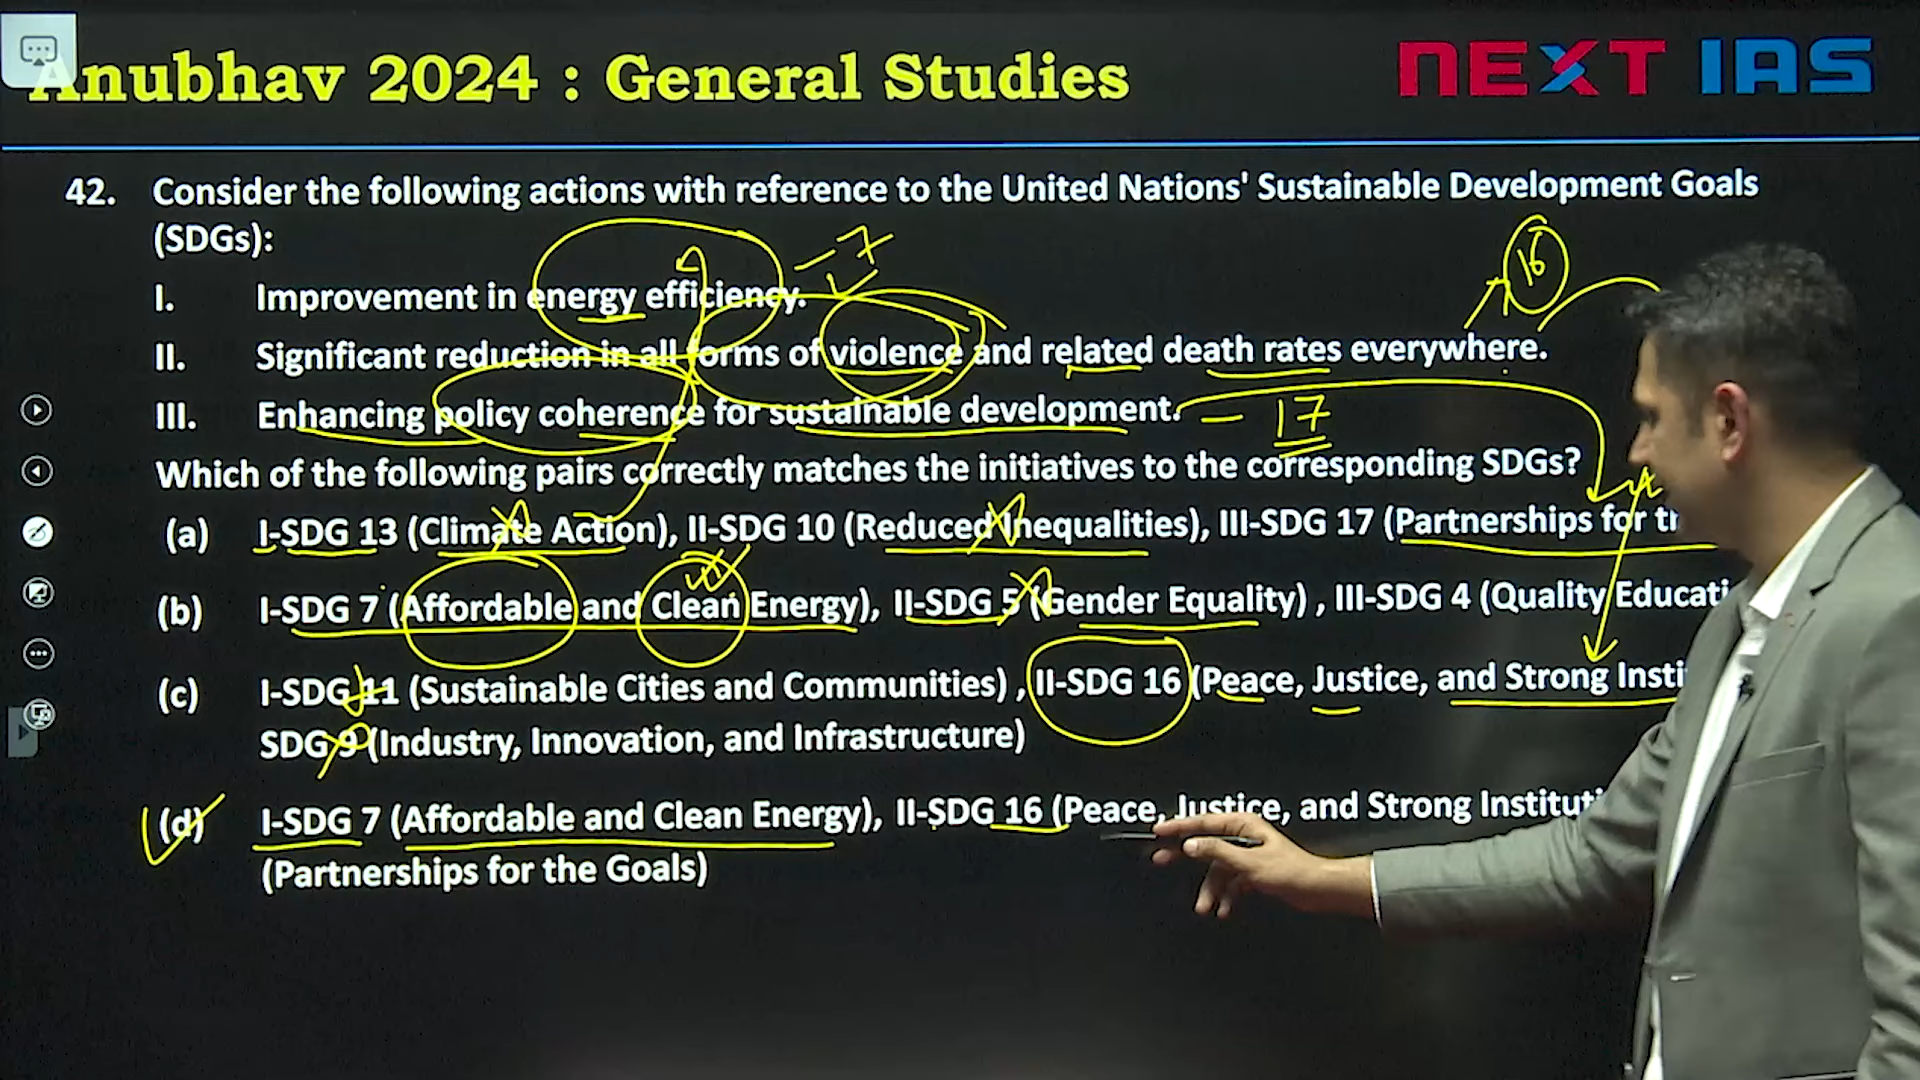 Anubhav 2024 : General Studies
NEXT IAS
42. Consider the following actions with reference to the United Nations' Sustainable Development Goals
(SDGs):
I. Improvement in energy efficiency. – 7
16
II. Significant reduction in all forms of violence and related death rates everywhere.
III. Enhancing policy coherence for sustainable development. – 17
Which of the following pairs correctly matches the initiatives to the corresponding SDGs?
(a) I-SDG 13 (Climate Action), II-SDG 10 (Reduced Inequalities), III-SDG 17 (Partnerships for
(b) I-SDG 7 (Affordable and Clean Energy), II-SDG 5 (Gender Equality) , III-SDG 4 (Quality
(c) I-SDG 11 (Sustainable Cities and Communities) , II-SDG 16 (Peace, Justice, and Strong
SDG 9 (Industry, Innovation, and Infrastructure)
(d) I-SDG 7 (Affordable and Clean Energy), II-SDG 16 (Peace, Justice, and Strong
(Partnerships for the Goals)